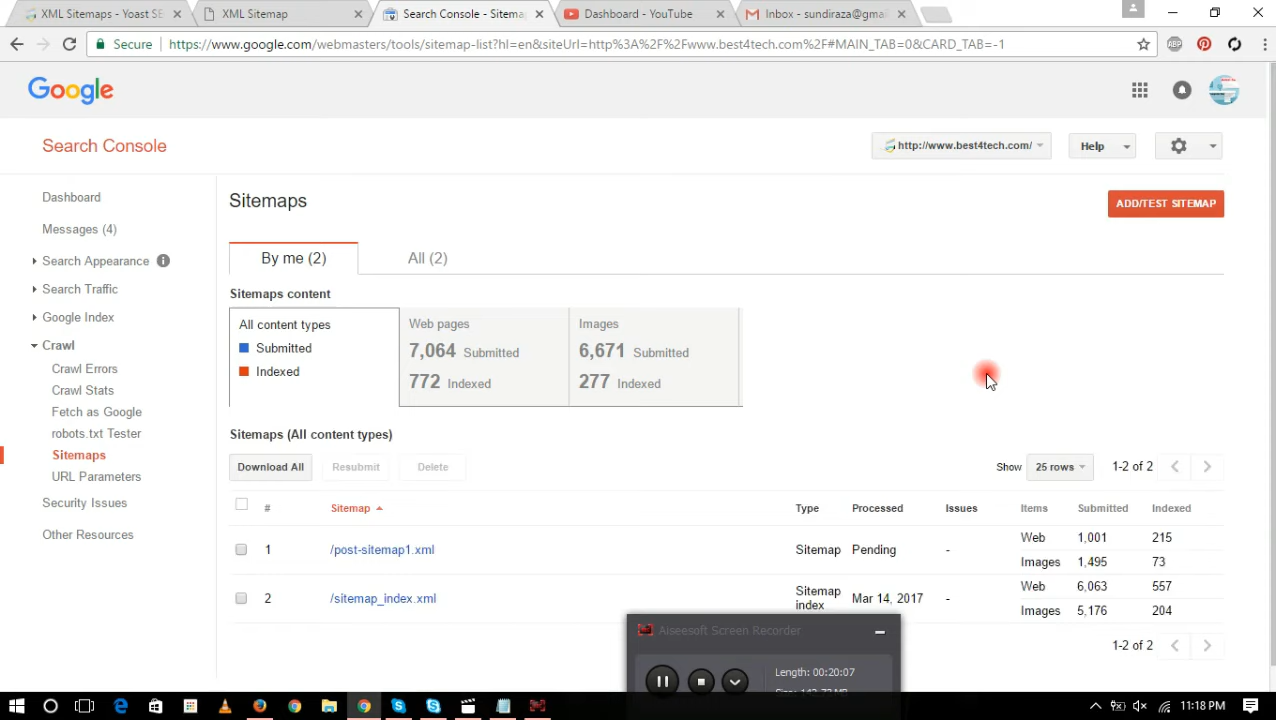 XML Sitemaps - Yoast SE
XML Sitemap
Search Console - Sitema
Dashboard - YouTube
Inbox - sundiraza@gma
Secure
https://www.google.com/webmasters/tools/sitemap-list?hl=en&siteUrl=http%3A%2F%2Fwww.best4tech.com%2F#MAIN_TAB=0&CARD_TAB=-1
ABP
Google
Search Console
http://www.best4tech.com/
Help
Dashboard
Messages (4)
Search Appearance
Search Traffic
Google Index
Crawl
Crawl Errors
Crawl Stats
Fetch as Google
robots.txt Tester
Sitemaps
URL Parameters
Security Issues
Other Resources
Sitemaps
ADD/TEST SITEMAP
By me (2)
All (2)
Sitemaps content
All content types
Submitted
Indexed
Web pages
7,064 Submitted
772 Indexed
Images
6,671 Submitted
277 Indexed
Sitemaps (All content types)
Download All
Resubmit
Delete
Show
25 rows
1-2 of 2
# Sitemap Type Processed Issues Items Submitted Indexed
1 /post-sitemap1.xml Sitemap Pending - Web 1,001 215
Images 1,495 73
2 /sitemap_index.xml Sitemap index Mar 14, 2017 - Web 6,063 557
Images 5,176 204
1-2 of 2
Aiseesoft Screen Recorder
Length: 00:20:07
11:18 PM